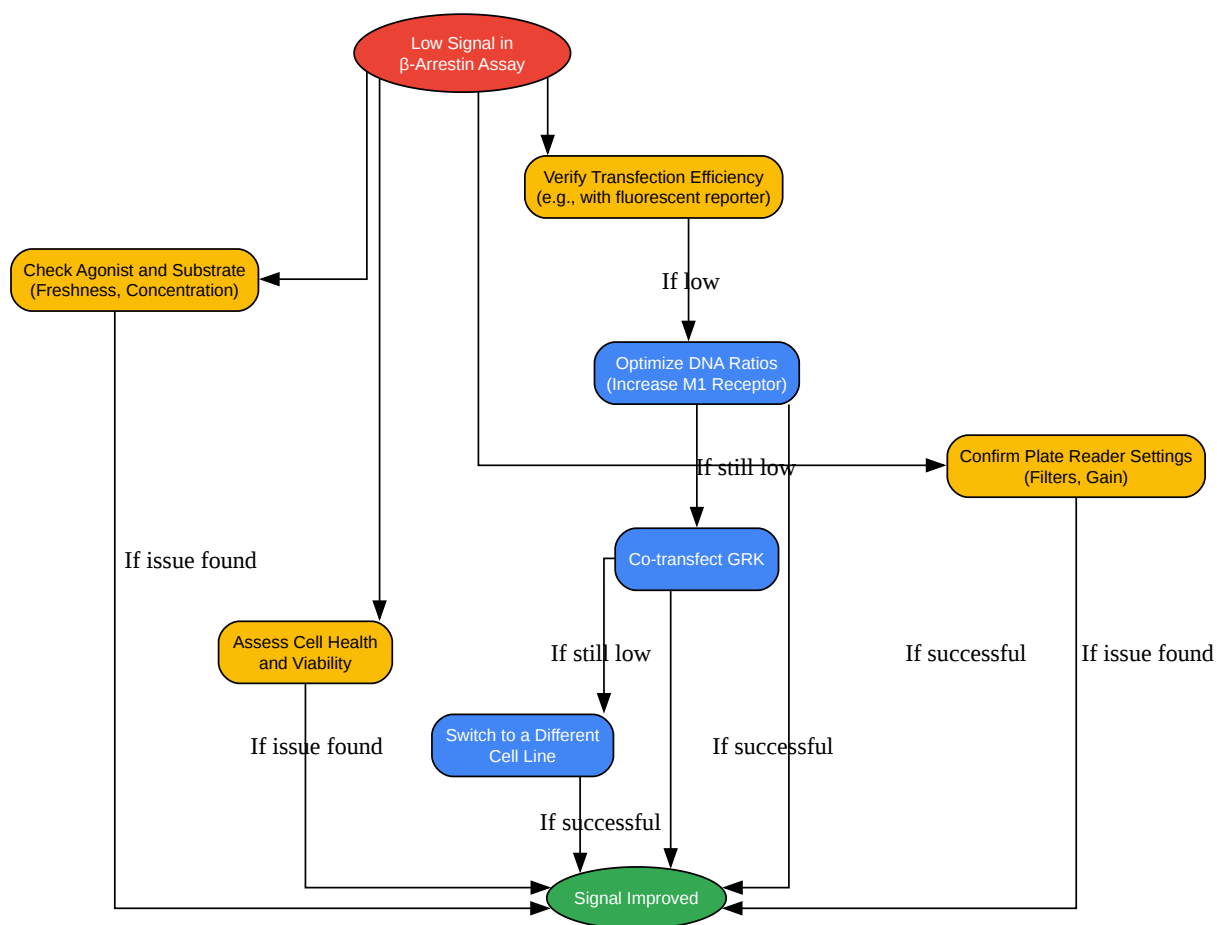 Low Signal in
β-Arrestin Assay
Verify Transfection Efficiency
(e.g., with fluorescent reporter)
Check Agonist and Substrate
(Freshness, Concentration)
If low
Optimize DNA Ratios
(Increase M1 Receptor)
If still low
Confirm Plate Reader Settings
(Filters, Gain)
If issue found
Co-transfect GRK
Assess Cell Health
and Viability
If still low
If successful
If issue found
If issue found
Switch to a Different
Cell Line
If successful
If successful
Signal Improved